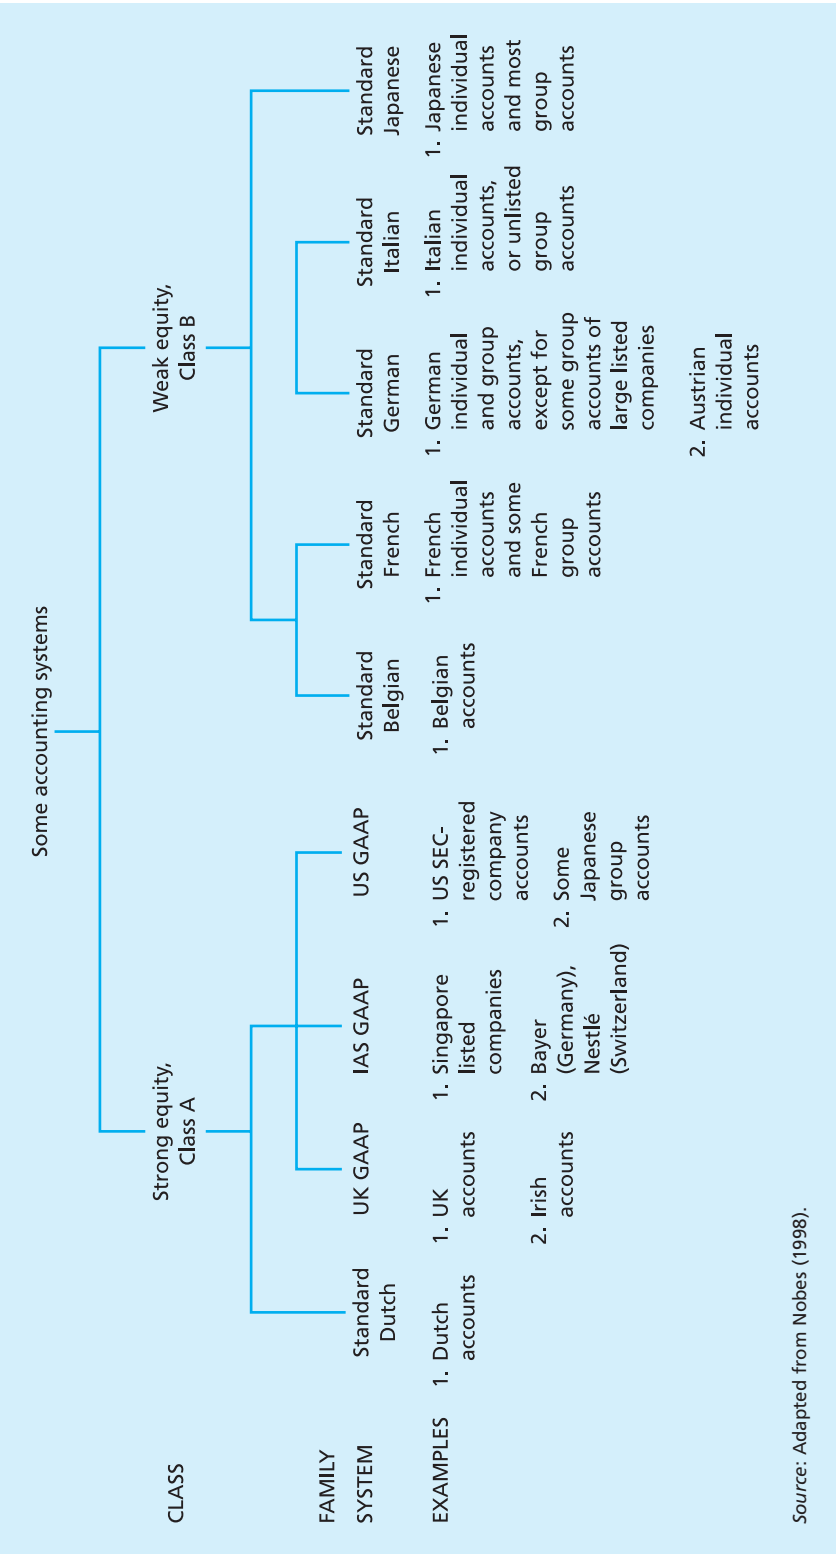 Some accounting systems
CLASS
Strong equity,
Class A
Weak equity,
Class B
FAMILY
SYSTEM
Standard
Dutch
UK GAAP
IAS GAAP
US GAAP
Standard
Belgian
Standard
French
Standard
German
Standard
Italian
Standard
Japanese
EXAMPLES
1. Dutch
accounts
1. UK
accounts
2. Irish
accounts
1. Singapore
listed
companies
2. Bayer
(Germany),
Nestlé
(Switzerland)
1. US SEC-
registered
company
accounts
2. Some
Japanese
group
accounts
1. Belgian
accounts
1. French
individual
accounts
and some
French
group
accounts
1. German
individual
and group
accounts,
except for
some group
accounts of
large listed
companies
2. Austrian
individual
accounts
1. Italian
individual
accounts,
or unlisted
group
accounts
1. Japanese
individual
accounts
and most
group
accounts
Source: Adapted from Nobes (1998).